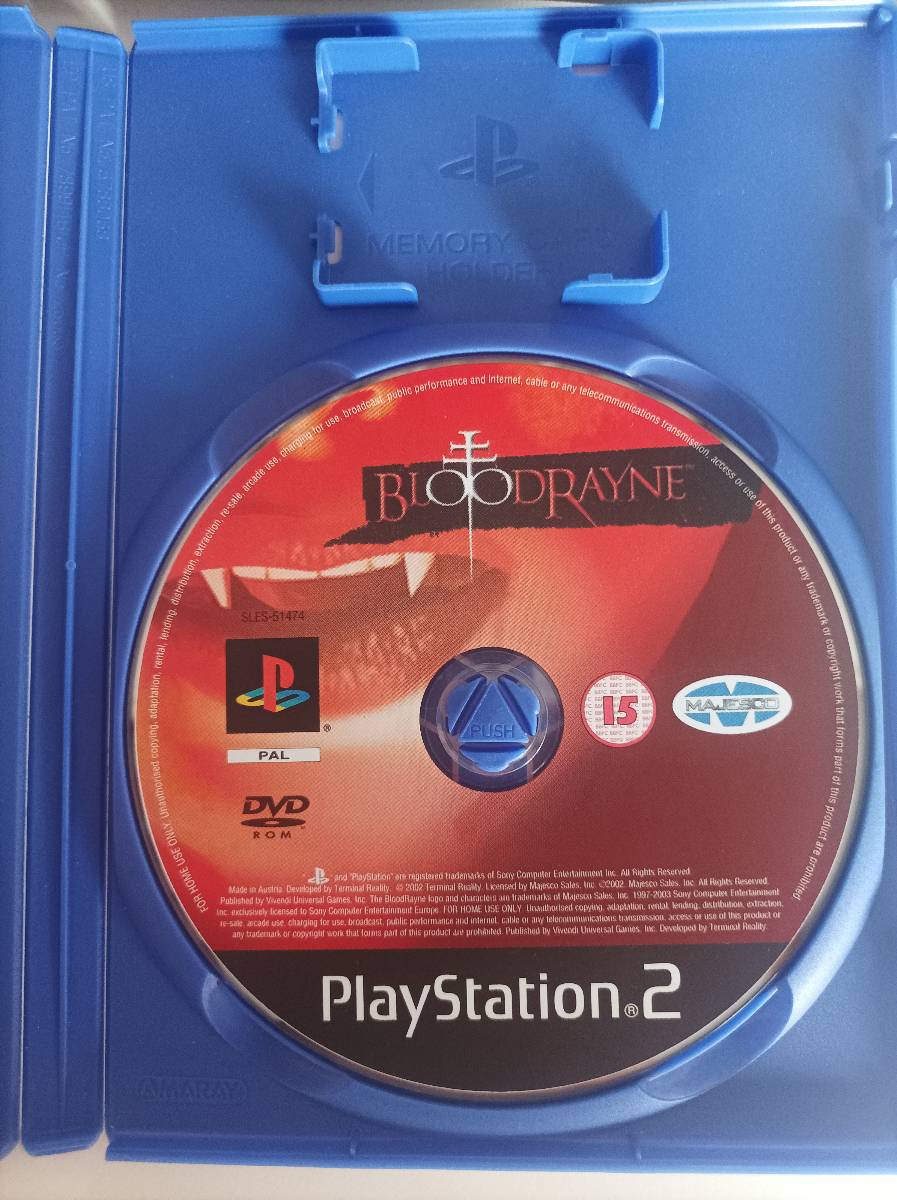 MEMORY CARD
HOLDER
FOR HOME USE ONLY. Unauthorised copying, adaptation, rental, lending, distribution, extraction, re-sale, arcade use, charging for use, broadcast, public performance and internet, cable or any telecommunications transmission, access or use of this product or any trademark or copyright work that forms part of this product are prohibited
BLOODRAYNE™
SLES-51474
®
PAL
DVD
ROM
PUSH
15
MAJESCO
and "PlayStation" are registered trademarks of Sony Computer Entertainment Inc. All Rights Reserved.
Made in Austria. Developed by Terminal Reality. © 2002 Terminal Reality. Licensed by Majesco Sales, Inc. ©2002. Majesco Sales, Inc. All Rights Reserved.
Published by Vivendi Universal Games, Inc. The BloodRayne logo and characters are trademarks of Majesco Sales, Inc. 1997-2003 Sony Computer Entertainment
Inc. exclusively licensed to Sony Computer Entertainment Europe. FOR HOME USE ONLY. Unauthorised copying, adaptation, rental, lending, distribution, extraction,
re-sale, arcade use, charging for use, broadcast, public performance and internet, cable or any telecommunications transmission, access or use of this product or
any trademark or copyright work that forms part of this product are prohibited. Published by Vivendi Universal Games, Inc. Developed by Terminal Reality.
PlayStation®2
AMARAY